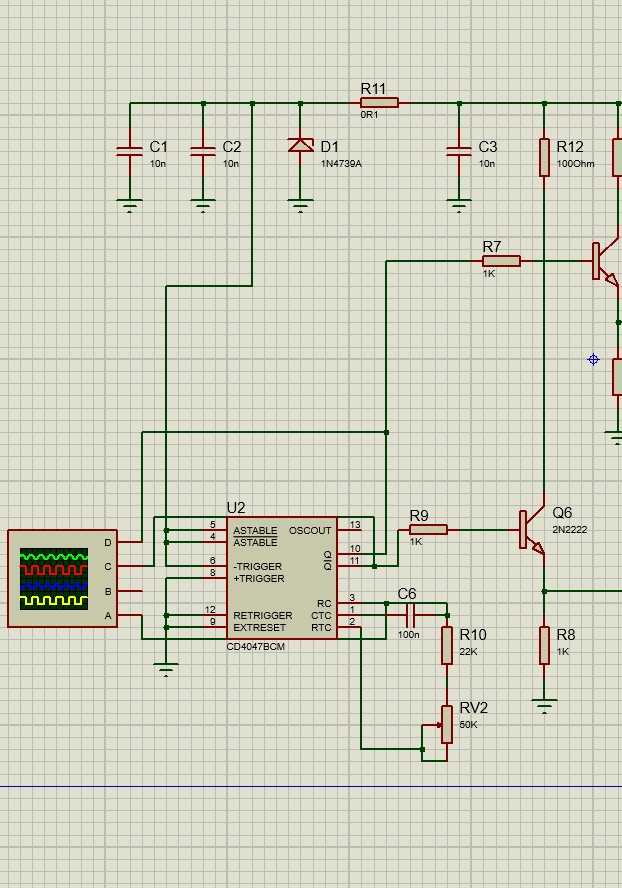 R11
0R1
C1
10n
C2
10n
D1
1N4739A
C3
10n
R12
100Ohm
R7
1K
U2
5 ASTABLE OSCOUT 13
4 ASTABLE
Q 10
6 -TRIGGER Q 11
8 +TRIGGER
RC 3
12 RETRIGGER CTC 1
9 EXTRESET RTC 2
CD4047BCM
D
C
B
A
R9
1K
Q6
2N2222
C6
100n
R10
22K
R8
1K
RV2
50K